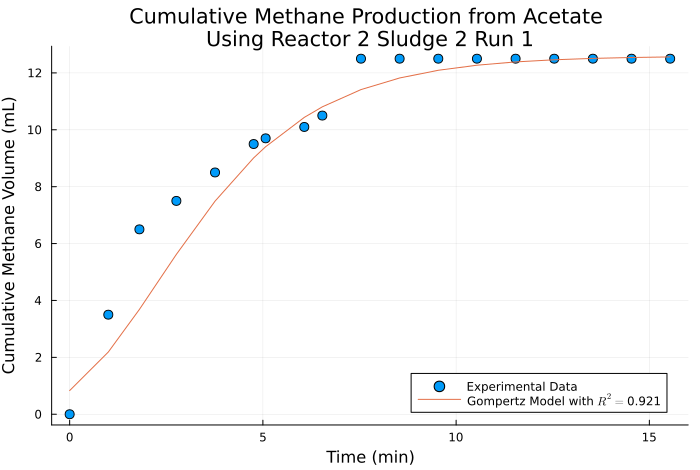 Cumulative Methane Production from Acetate
Using Reactor 2 Sludge 2 Run 1
Cumulative Methane Volume (mL)
12
10
8
6
4
2
0
0 5 10 15
Time (min)
Experimental Data
Gompertz Model with R² = 0.921